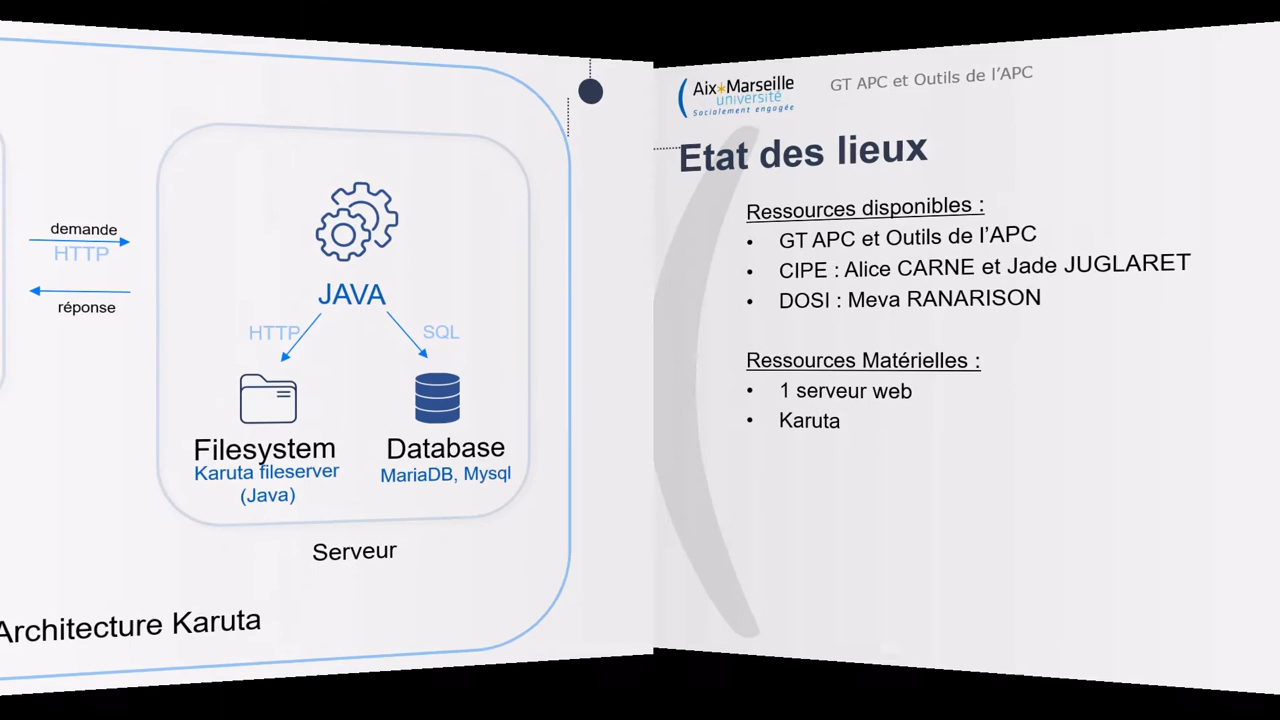 demande
HTTP
réponse
JAVA
HTTP
SQL
Filesystem
Karuta fileserver
(Java)
Database
MariaDB, Mysql
Serveur
Architecture Karuta
Aix*Marseille
université
Socialement engagée
GT APC et Outils de l'APC
Etat des lieux
Ressources disponibles :
• GT APC et Outils de l'APC
• CIPE : Alice CARNE et Jade JUGLARET
• DOSI : Meva RANARISON
Ressources Matérielles :
• 1 serveur web
• Karuta